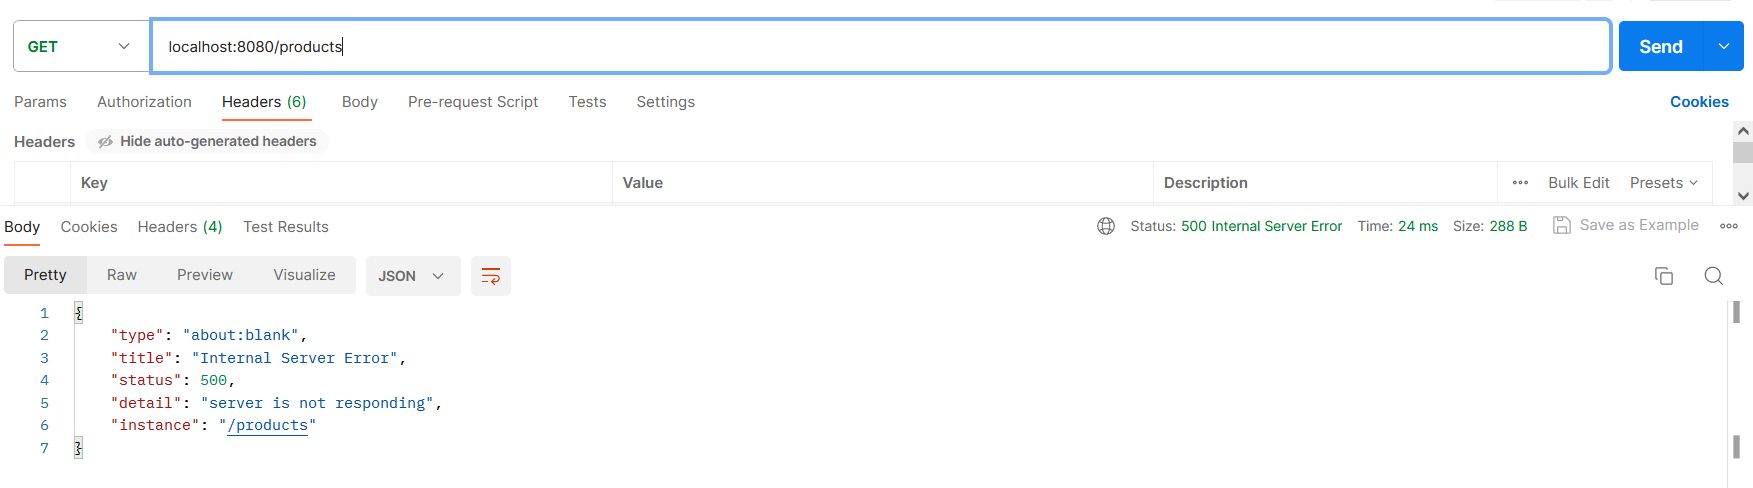 GET localhost:8080/products Send
Params Authorization Headers (6) Body Pre-request Script Tests Settings Cookies
Headers Hide auto-generated headers
Key Value Description Bulk Edit Presets
Body Cookies Headers (4) Test Results Status: 500 Internal Server Error Time: 24 ms Size: 288 B Save as Example
Pretty Raw Preview Visualize JSON
1 {
2 "type": "about:blank",
3 "title": "Internal Server Error",
4 "status": 500,
5 "detail": "server is not responding",
6 "instance": "/products"
7 }